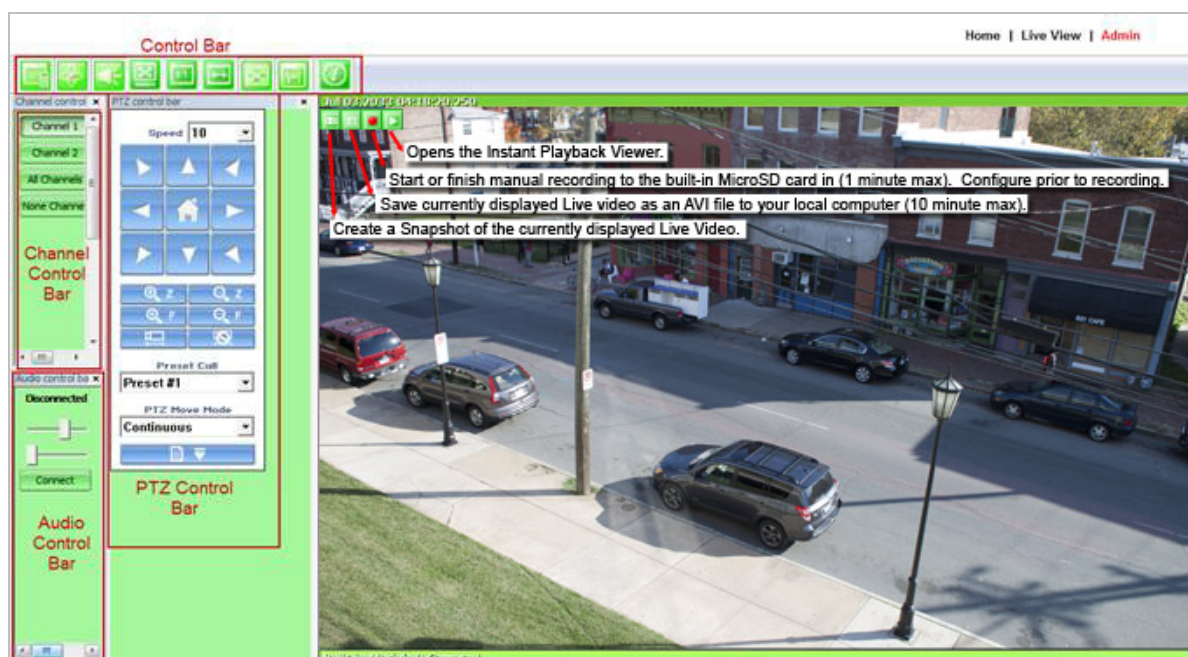 Home | Live View | Admin
Control Bar
Channel control
PTZ control bar
Jul 03,2033 04:18:20.250
Channel 1
Channel 2
All Channels
None Channe
Channel
Control
Bar
Speed 10
Z Z
F F
Preset Call
Preset #1
PTZ Move Mode
Continuous
PTZ Control
Bar
Audio control ba
Disconnected
Connect
Audio
Control
Bar
Opens the Instant Playback Viewer.
Start or finish manual recording to the built-in MicroSD card in (1 minute max). Configure prior to recording.
Save currently displayed Live video as an AVI file to your local computer (10 minute max).
Create a Snapshot of the currently displayed Live Video.
CAFE